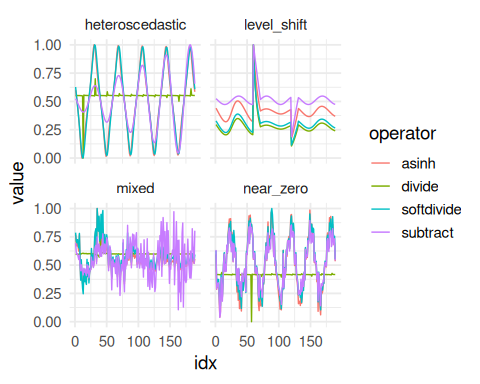 heteroscedastic level_shift
1.00
0.75
0.50
0.25
0.00
operator
asinh
divide
softdivide
subtract
value
mixed near_zero
1.00
0.75
0.50
0.25
0.00
0 50 100 150 0 50 100 150
idx